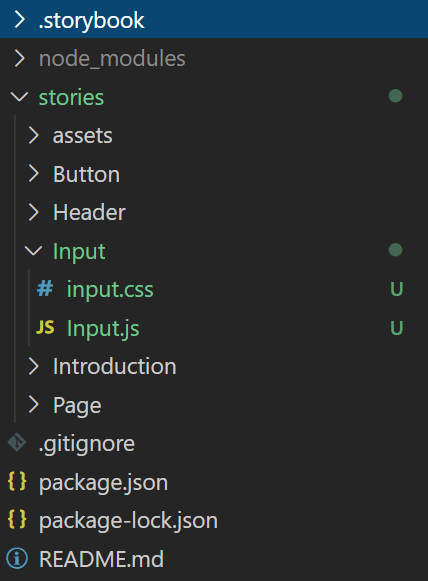 .storybook
node_modules
stories
assets
Button
Header
Input
# input.css U
JS Input.js U
Introduction
Page
.gitignore
{} package.json
{} package-lock.json
README.md